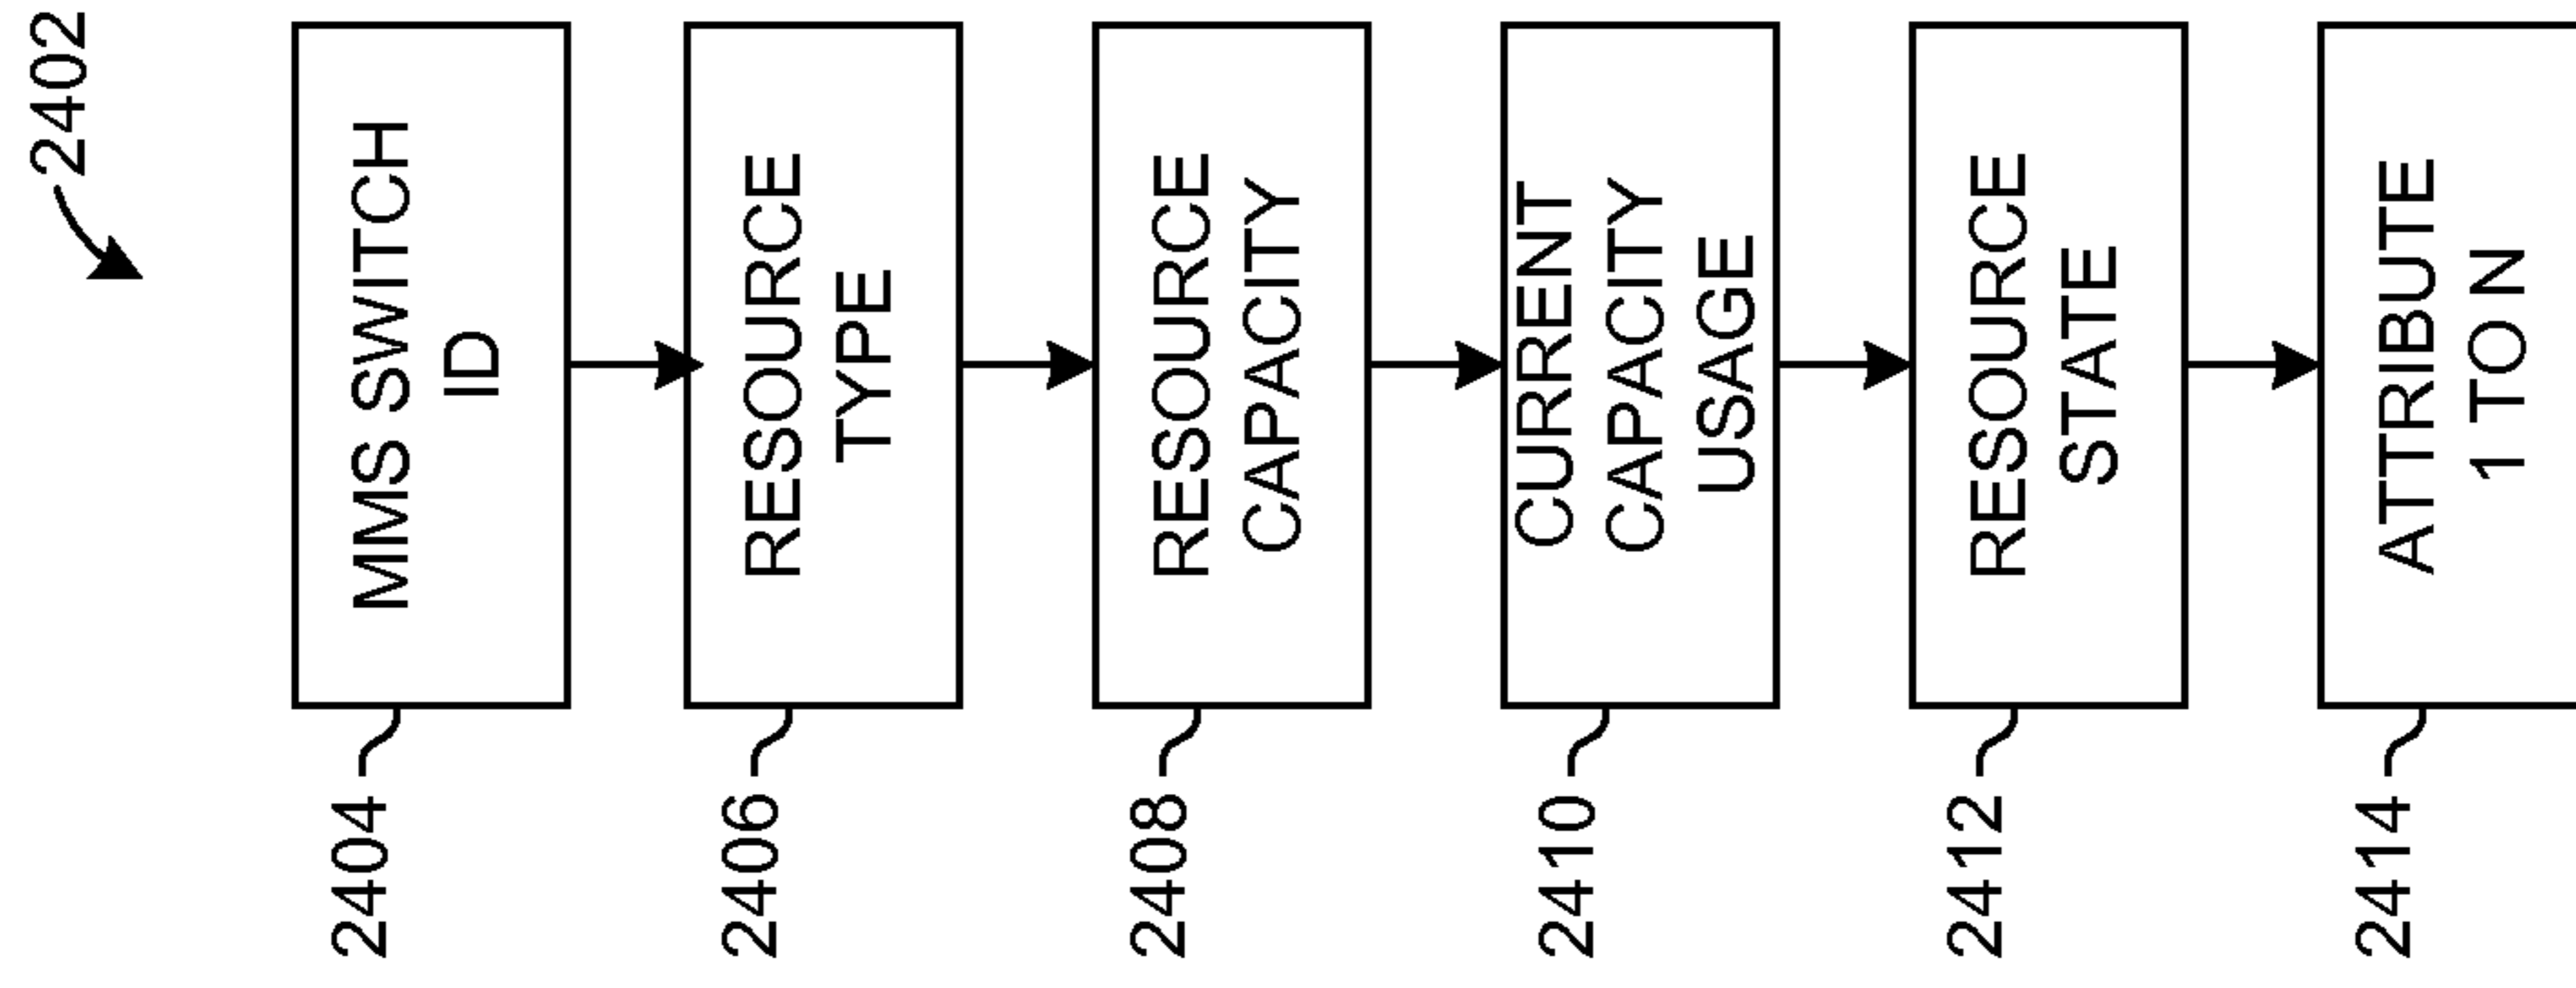 2402
2404
MMS SWITCH
ID
2406
RESOURCE
TYPE
2408
RESOURCE
CAPACITY
2410
CURRENT
CAPACITY
USAGE
2412
RESOURCE
STATE
2414
ATTRIBUTE
1 TO N